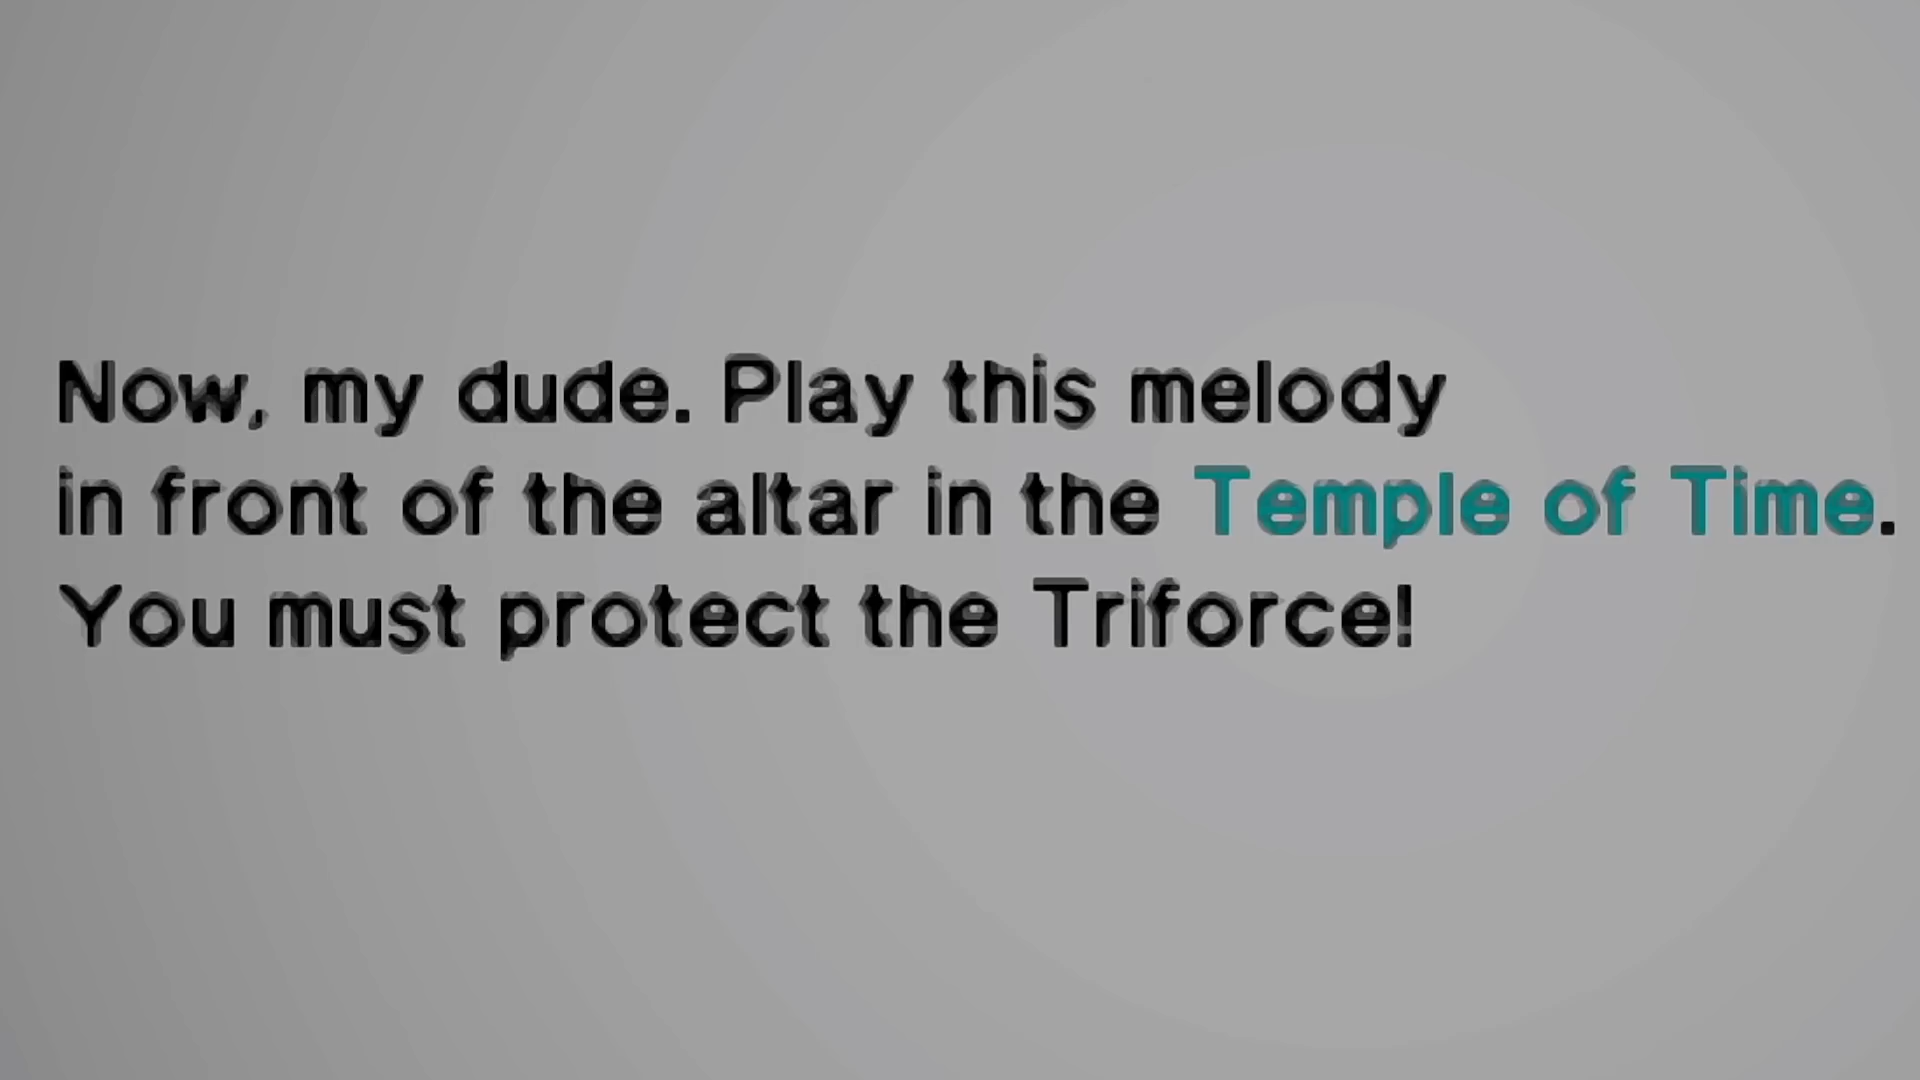 Now, my dude. Play this melody
in front of the altar in the Temple of Time.
You must protect the Triforce!